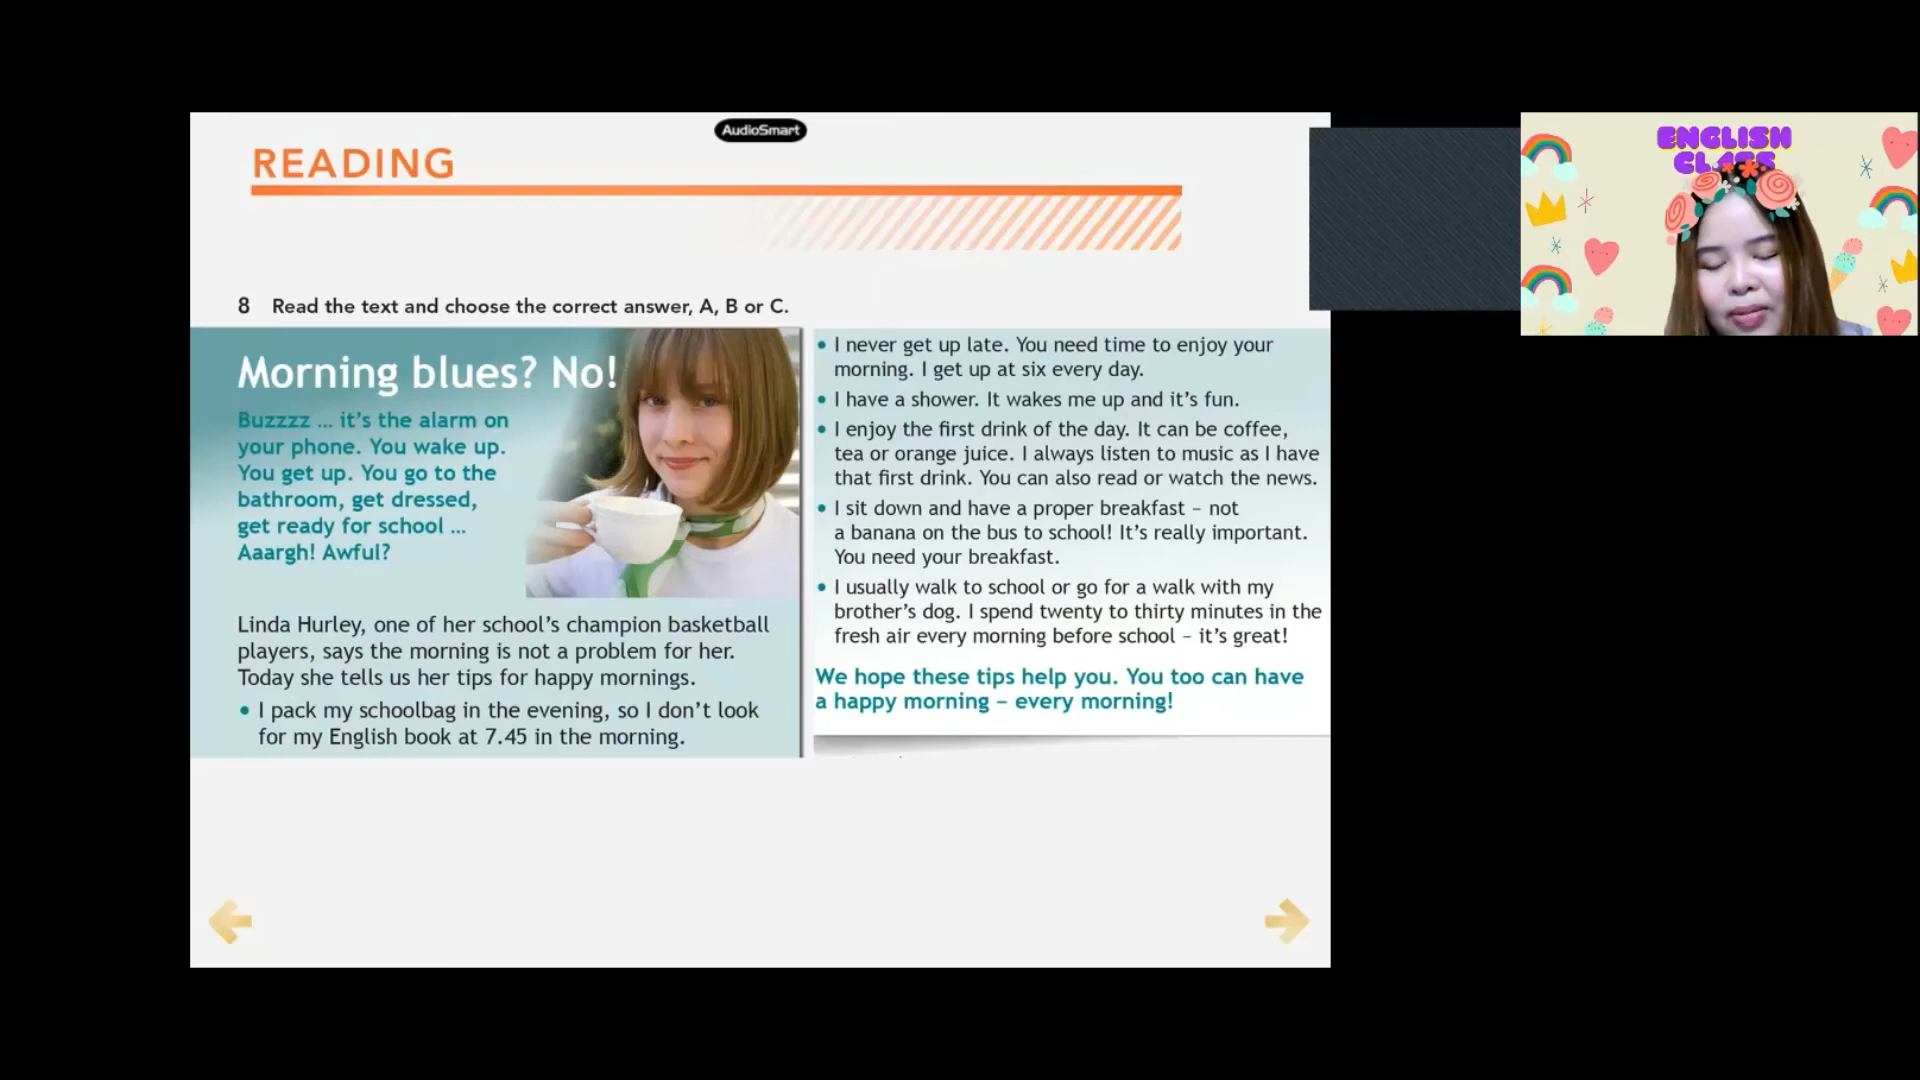 AudioSmart
READING
8 Read the text and choose the correct answer, A, B or C.
Morning blues? No!
Buzzzz … it’s the alarm on
your phone. You wake up.
You get up. You go to the
bathroom, get dressed,
get ready for school …
Aaargh! Awful?
Linda Hurley, one of her school’s champion basketball
players, says the morning is not a problem for her.
Today she tells us her tips for happy mornings.
• I pack my schoolbag in the evening, so I don’t look
for my English book at 7.45 in the morning.
• I never get up late. You need time to enjoy your
morning. I get up at six every day.
• I have a shower. It wakes me up and it’s fun.
• I enjoy the first drink of the day. It can be coffee,
tea or orange juice. I always listen to music as I have
that first drink. You can also read or watch the news.
• I sit down and have a proper breakfast – not
a banana on the bus to school! It’s really important.
You need your breakfast.
• I usually walk to school or go for a walk with my
brother’s dog. I spend twenty to thirty minutes in the
fresh air every morning before school – it’s great!
We hope these tips help you. You too can have
a happy morning – every morning!
ENGLISH
CLASS